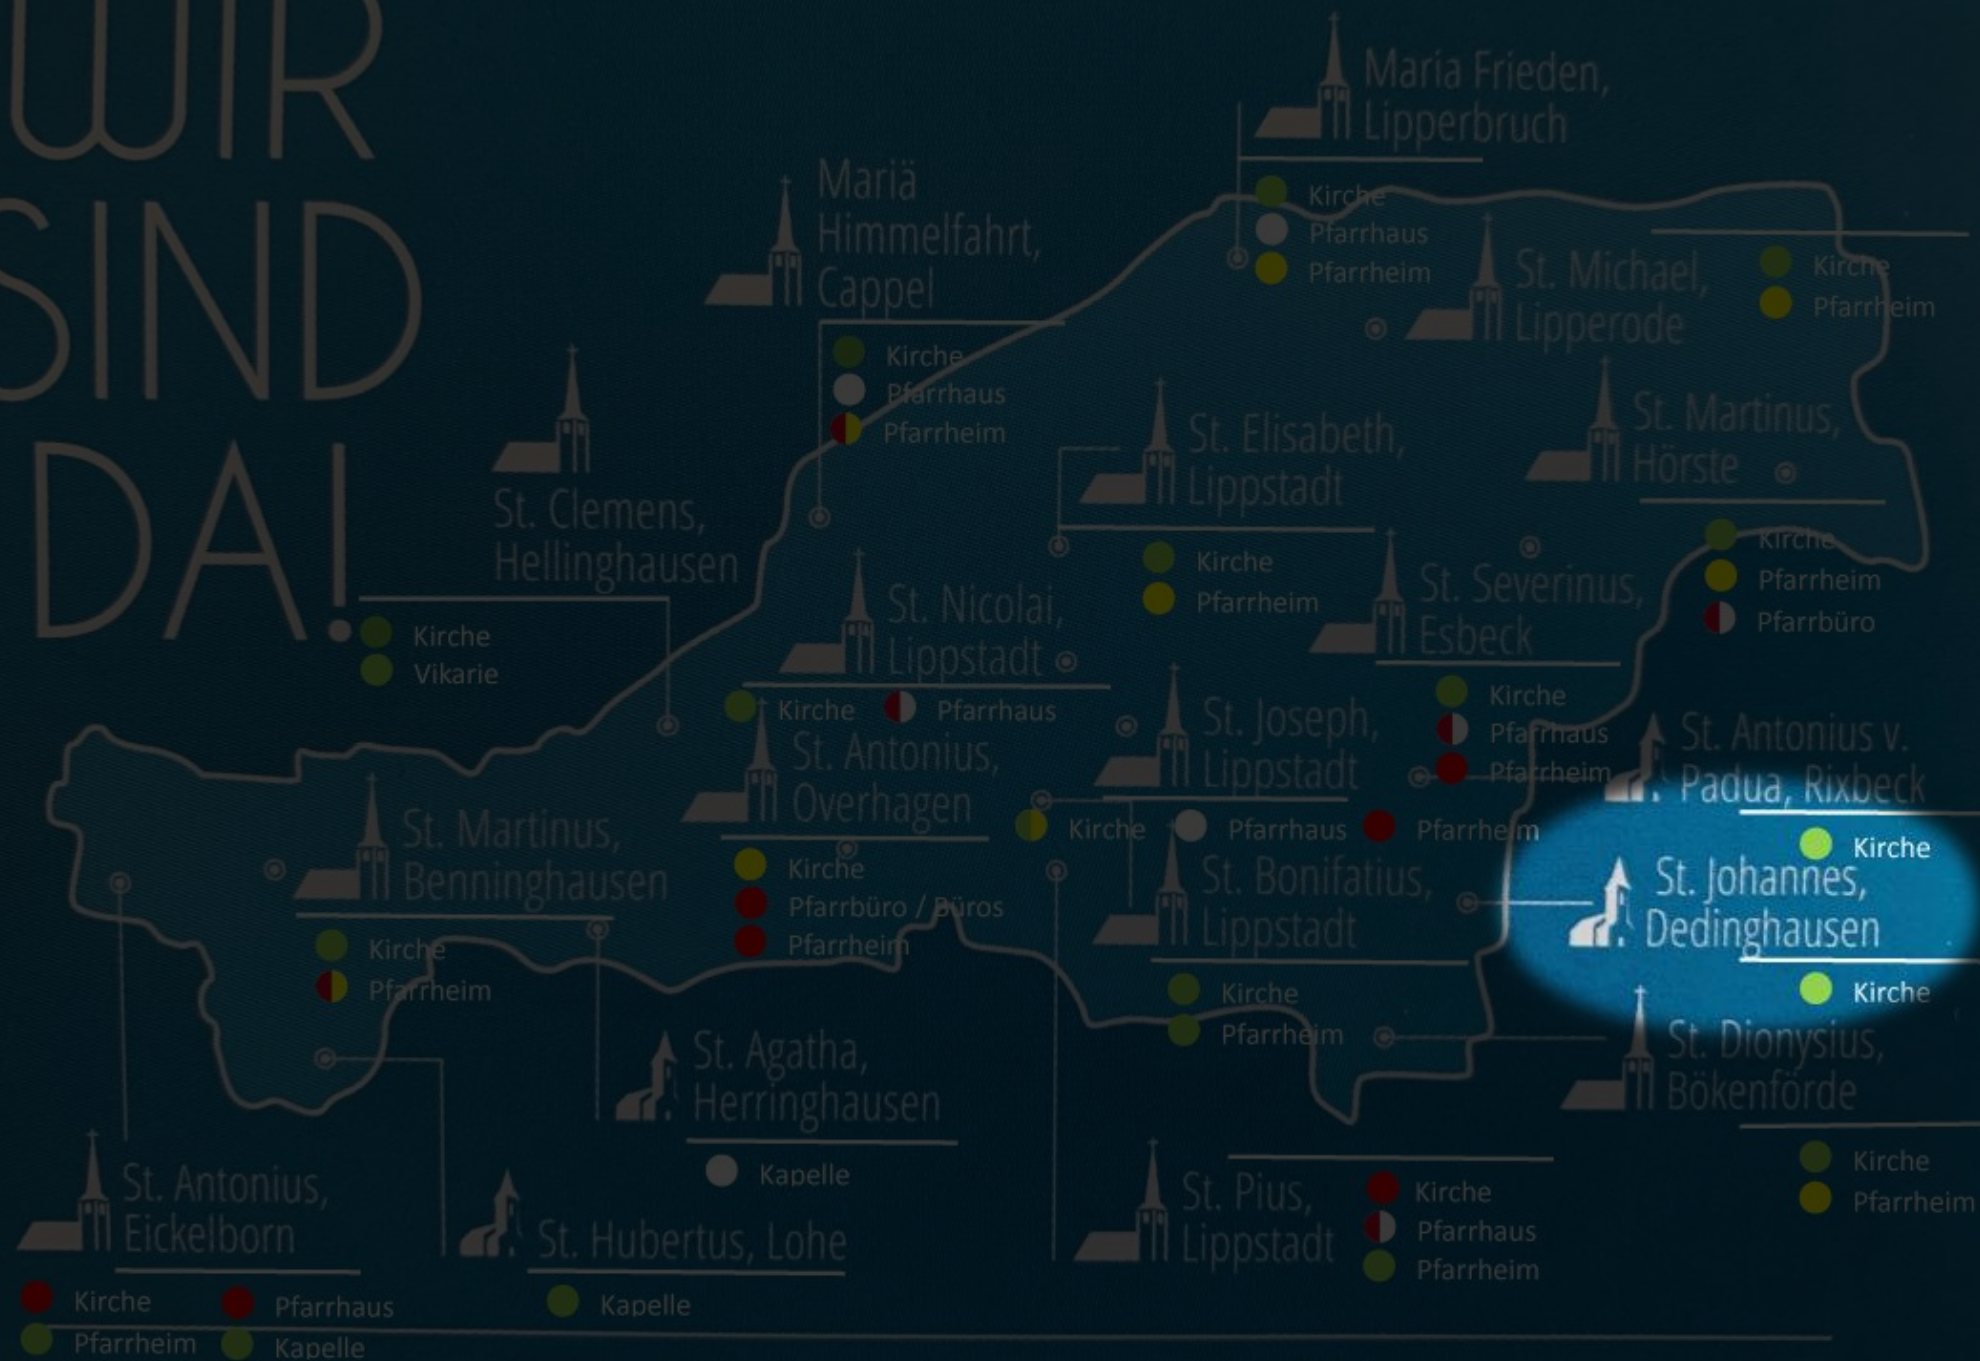 WIR
SIND
DA!
Maria Frieden,
Lipperbruch
Kirche
Pfarrhaus
Pfarrheim
Mariä
Himmelfahrt,
Cappel
Kirche
Pfarrhaus
Pfarrheim
St. Michael,
Lipperode
Kirche
Pfarrheim
St. Clemens,
Hellinghausen
Kirche
Vikarie
St. Elisabeth,
Lippstadt
Kirche
Pfarrheim
St. Martinus,
Hörste
Kirche
Pfarrheim
Pfarrbüro
St. Nicolai,
Lippstadt
Kirche Pfarrhaus
St. Severinus,
Esbeck
Kirche
Pfarrhaus
Pfarrheim
St. Antonius,
Overhagen
Kirche
Pfarrbüro / Büros
Pfarrheim
St. Joseph,
Lippstadt
Kirche Pfarrhaus Pfarrheim
St. Antonius v.
Padua, Rixbeck
Kirche
St. Martinus,
Benninghausen
Kirche
Pfarrheim
St. Bonifatius,
Lippstadt
Kirche
Pfarrheim
St. Johannes,
Dedinghausen
Kirche
St. Agatha,
Herringhausen
Kapelle
St. Dionysius,
Bökenförde
Kirche
Pfarrheim
St. Antonius,
Eickelborn
Kirche Pfarrhaus
Pfarrheim Kapelle
St. Hubertus, Lohe
Kapelle
St. Pius,
Lippstadt
Kirche
Pfarrhaus
Pfarrheim